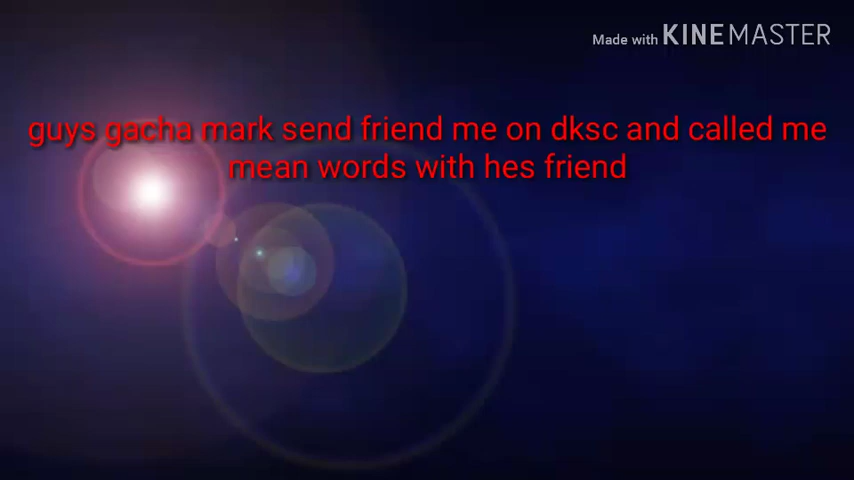 Made with KINEMASTER
guys gacha mark send friend me on dksc and called me
mean words with hes friend